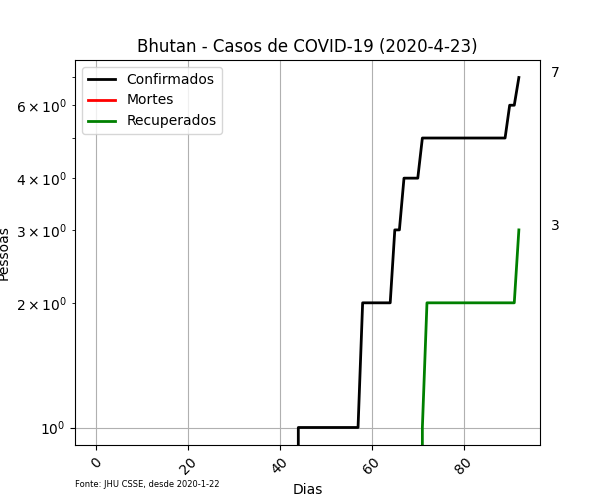 Bhutan - Casos de COVID-19 (2020-4-23)
Confirmados
Mortes
Recuperados
7
3
6 × 10⁰
4 × 10⁰
3 × 10⁰
2 × 10⁰
10⁰
Pessoas
0
20
40
60
80
Dias
Fonte: JHU CSSE, desde 2020-1-22